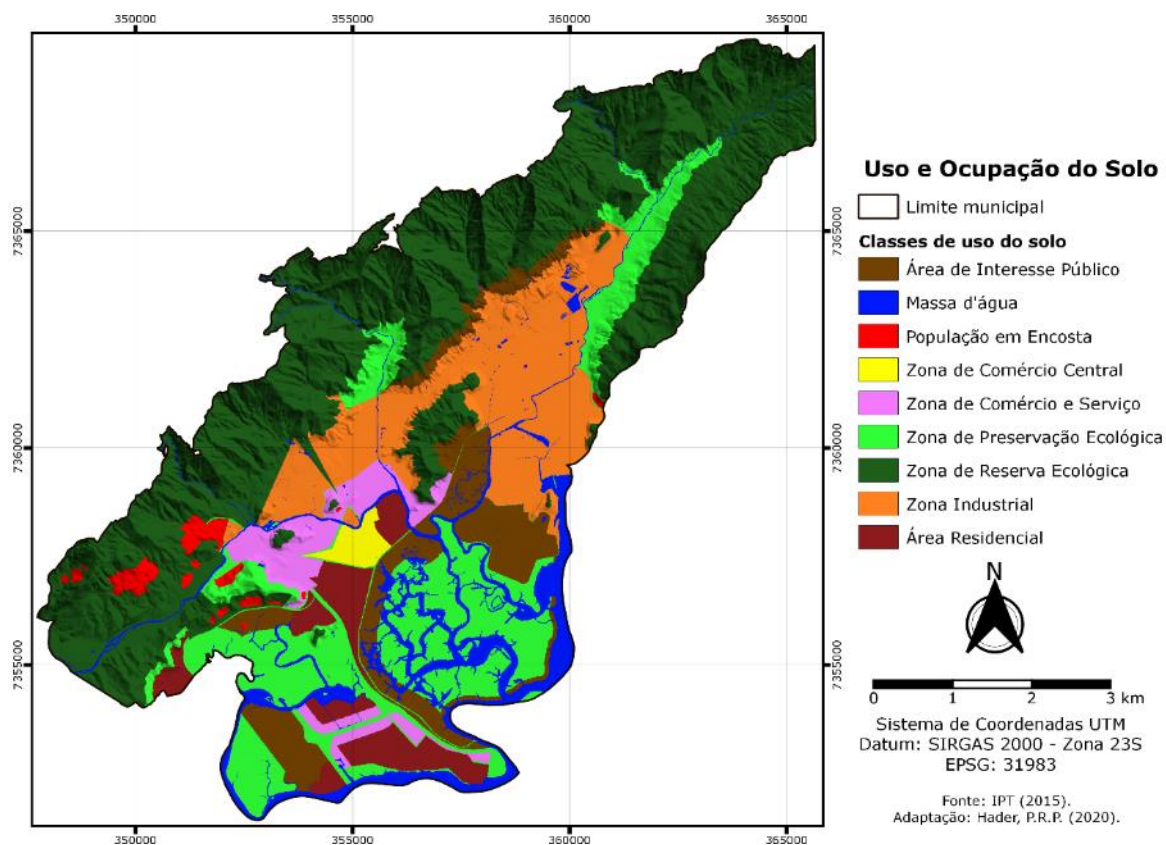 350000 355000 360000 365000
7365000 7365000
7360000 7360000
7355000 7355000
350000 355000 360000 365000
Uso e Ocupação do Solo
Limite municipal
Classes de uso do solo
Área de Interesse Público
Massa d'água
População em Encosta
Zona de Comércio Central
Zona de Comércio e Serviço
Zona de Preservação Ecológica
Zona de Reserva Ecológica
Zona Industrial
Área Residencial
N
0 1 2 3 km
Sistema de Coordenadas UTM
Datum: SIRGAS 2000 - Zona 23S
EPSG: 31983
Fonte: IPT (2015).
Adaptação: Hader, P.R.P. (2020).